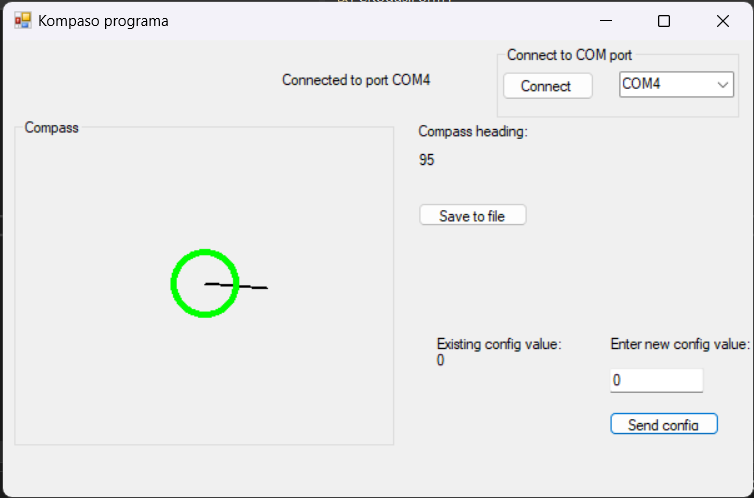 Kompaso programa
Connect to COM port
Connected to port COM4
Connect
COM4
Compass
Compass heading:
95
Save to file
Existing config value:
0
Enter new config value:
0
Send config